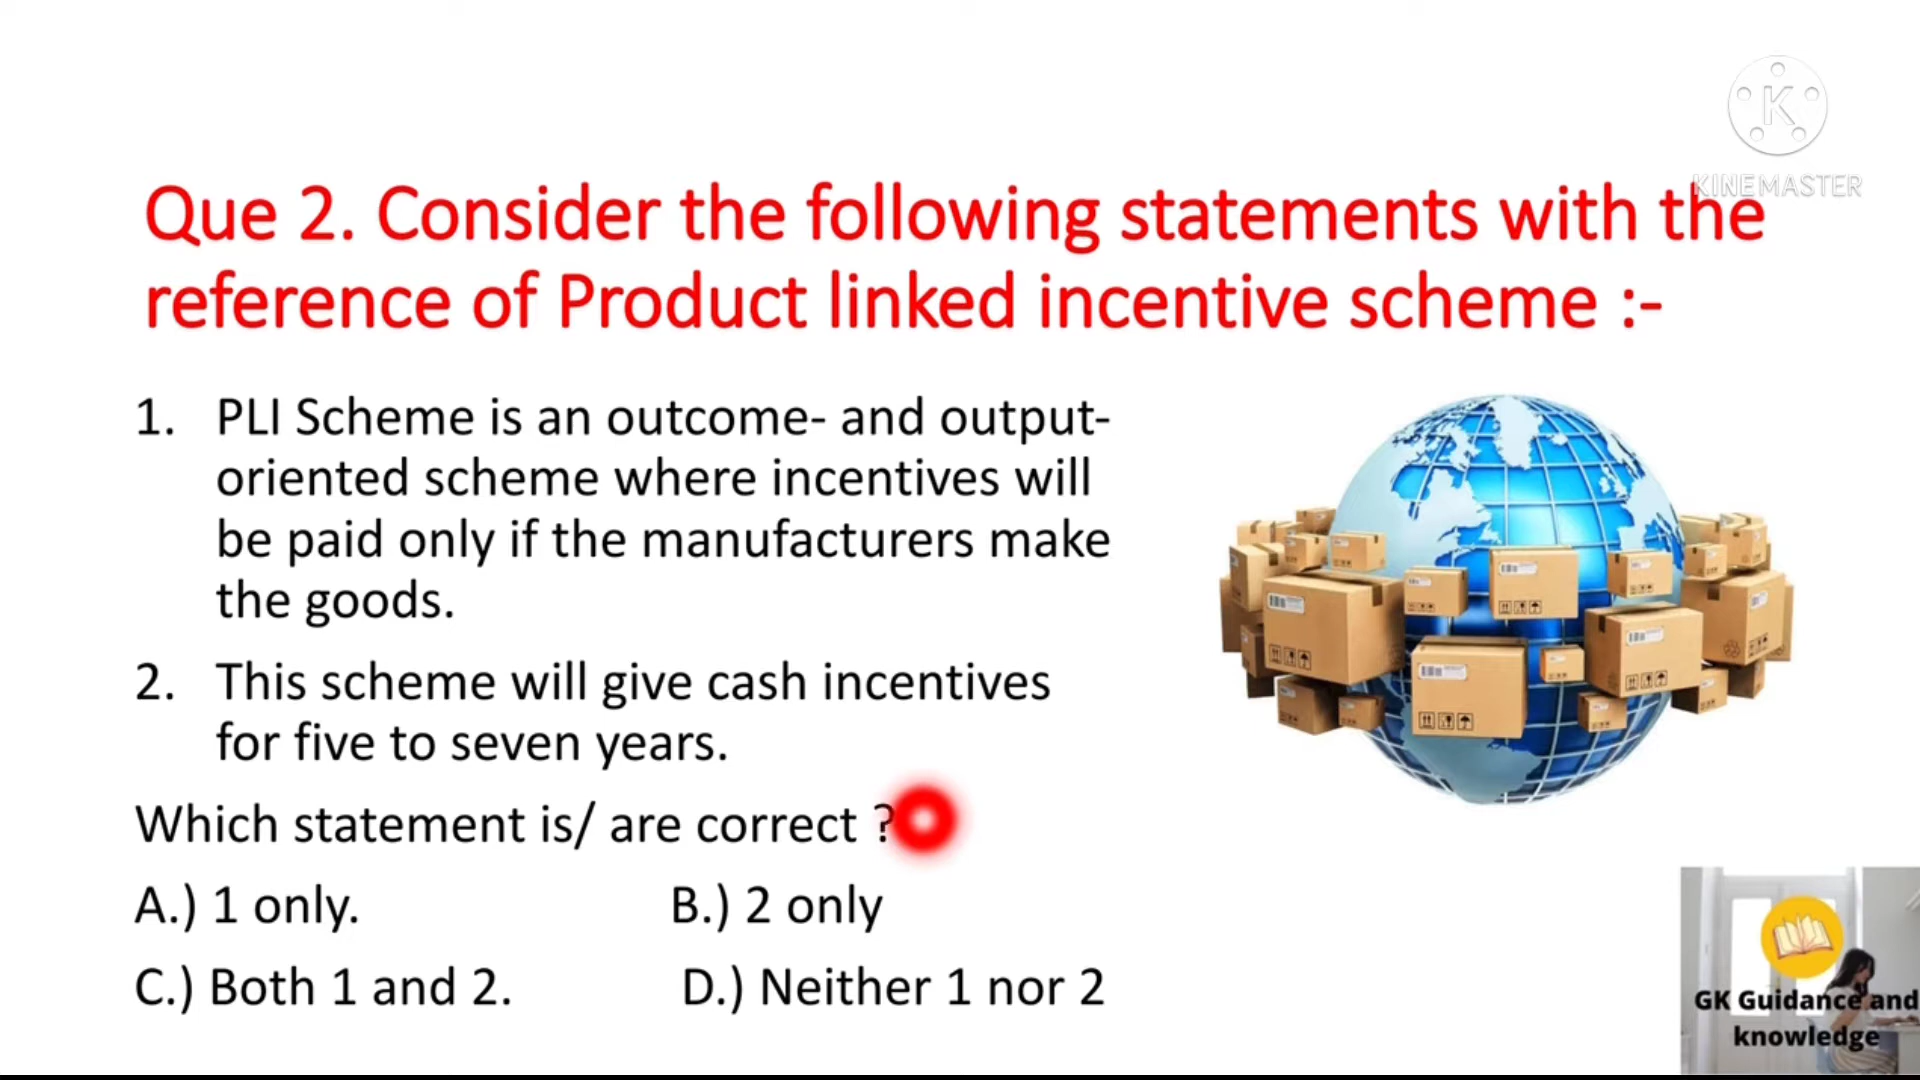 K
KINEMASTER
Que 2. Consider the following statements with the
reference of Product linked incentive scheme :-
1. PLI Scheme is an outcome- and output-
oriented scheme where incentives will
be paid only if the manufacturers make
the goods.
2. This scheme will give cash incentives
for five to seven years.
Which statement is/ are correct ?
A.) 1 only. B.) 2 only
C.) Both 1 and 2. D.) Neither 1 nor 2
GK Guidance and
knowledge